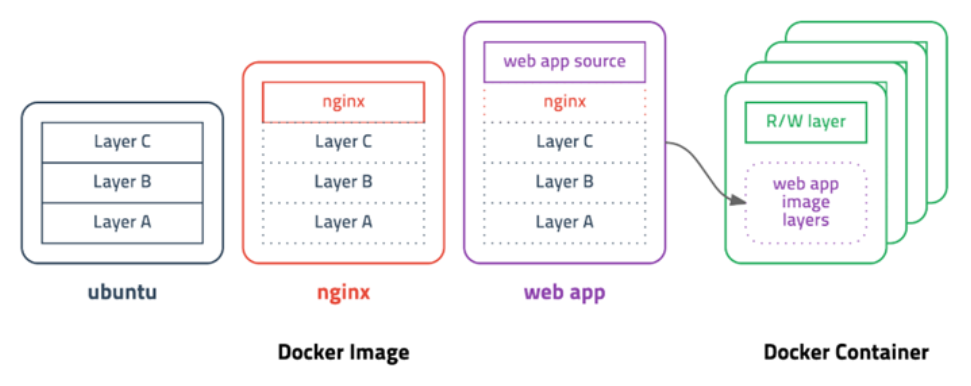 Layer C
Layer B
Layer A
ubuntu
nginx
Layer C
Layer B
Layer A
nginx
web app source
nginx
Layer C
Layer B
Layer A
web app
Docker Image
R/W layer
web app
image
layers
Docker Container